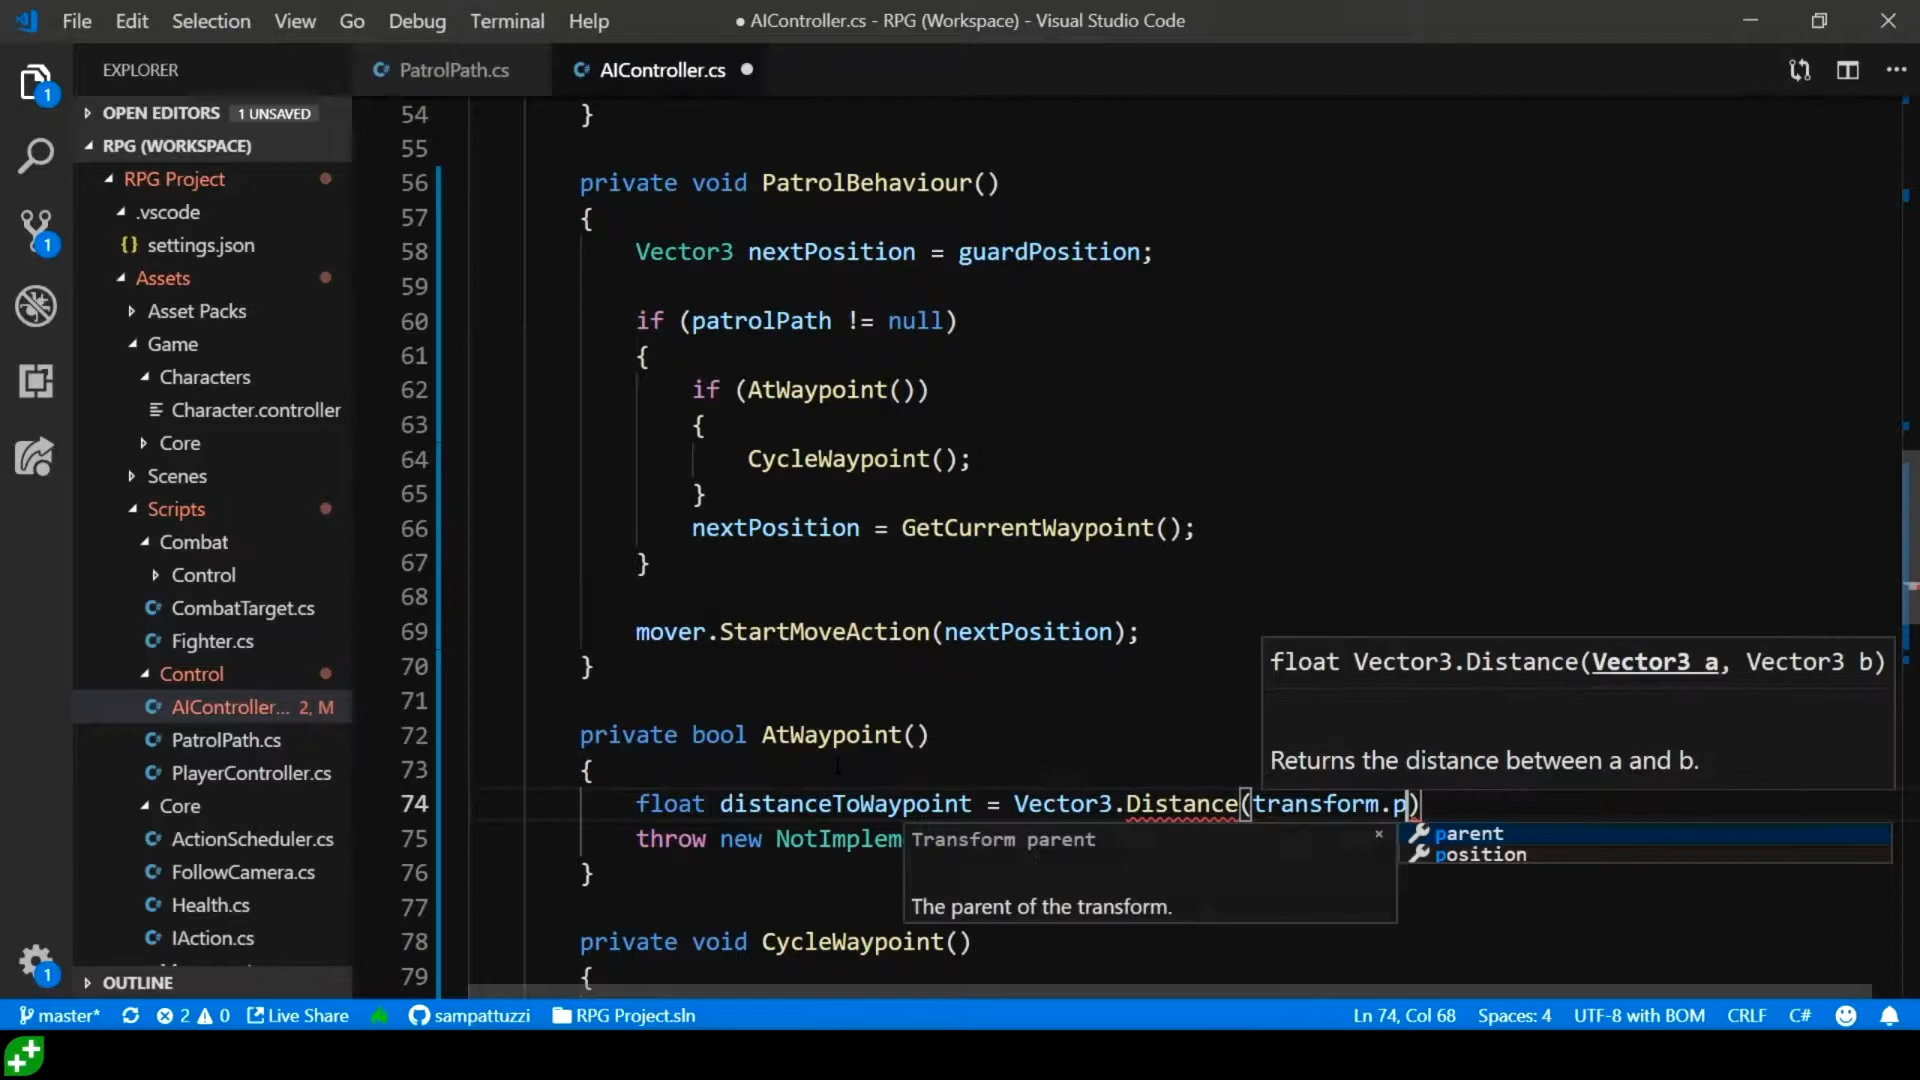 File Edit Selection View Go Debug Terminal Help
● AIController.cs - RPG (Workspace) - Visual Studio Code
EXPLORER
OPEN EDITORS 1 UNSAVED
RPG (WORKSPACE)
RPG Project
.vscode
{} settings.json
Assets
Asset Packs
Game
Characters
Character.controller
Core
Scenes
Scripts
Combat
Control
CombatTarget.cs
Fighter.cs
Control
AIController... 2, M
PatrolPath.cs
PlayerController.cs
Core
ActionScheduler.cs
FollowCamera.cs
Health.cs
IAction.cs
OUTLINE
1
1
1
PatrolPath.cs
AIController.cs ●
54 }
55
56 private void PatrolBehaviour()
57 {
58 Vector3 nextPosition = guardPosition;
59
60 if (patrolPath != null)
61 {
62 if (AtWaypoint())
63 {
64 CycleWaypoint();
65 }
66 nextPosition = GetCurrentWaypoint();
67 }
68
69 mover.StartMoveAction(nextPosition);
70 }
71
72 private bool AtWaypoint()
73 {
74 float distanceToWaypoint = Vector3.Distance(transform.p)
75 throw new NotImplem
76 }
77
78 private void CycleWaypoint()
79 {
float Vector3.Distance(Vector3 a, Vector3 b)
Returns the distance between a and b.
parent
position
Transform parent ×
The parent of the transform.
master* 2 0 Live Share sampattuzzi RPG Project.sln Ln 74, Col 68 Spaces: 4 UTF-8 with BOM CRLF C#